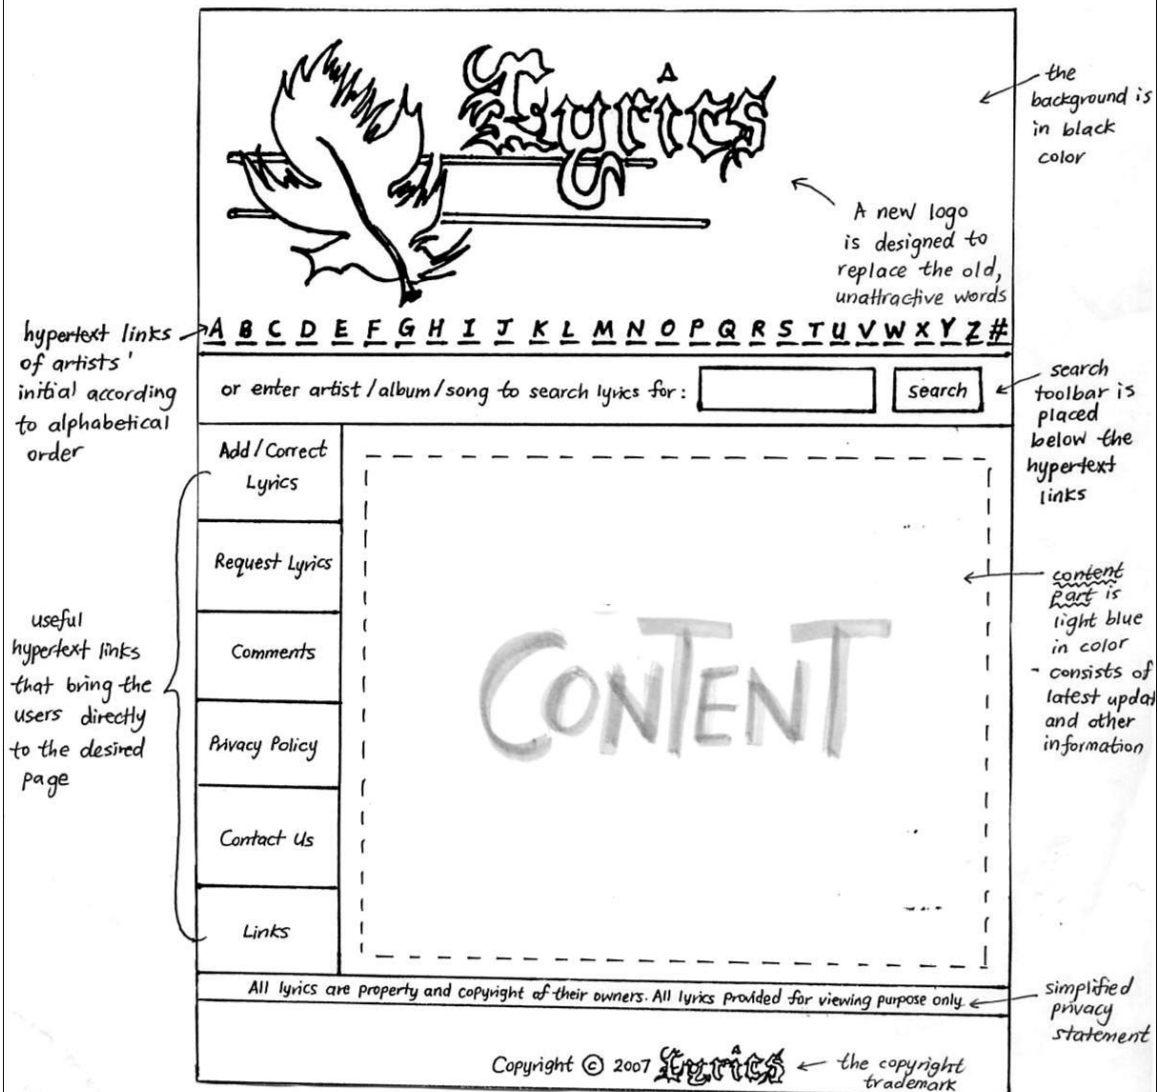 Lyrics
the
background is
in black
color
A new logo
is designed to
replace the old,
unattractive words
hypertext links
of artists'
initial according
to alphabetical
order
A B C D E F G H I J K L M N O P Q R S T U V W X Y Z #
or enter artist/album/song to search lyrics for:
search
search
toolbar is
placed
below the
hypertext
links
Add/Correct
Lyrics
Request Lyrics
Comments
Privacy Policy
Contact Us
Links
useful
hypertext links
that bring the
users directly
to the desired
page
CONTENT
content
part is
light blue
in color
- consists of
latest updat
and other
information
All lyrics are property and copyright of their owners. All lyrics provided for viewing purpose only
simplified
privacy
statement
Copyright © 2007 Lyrics
the copyright
trademark